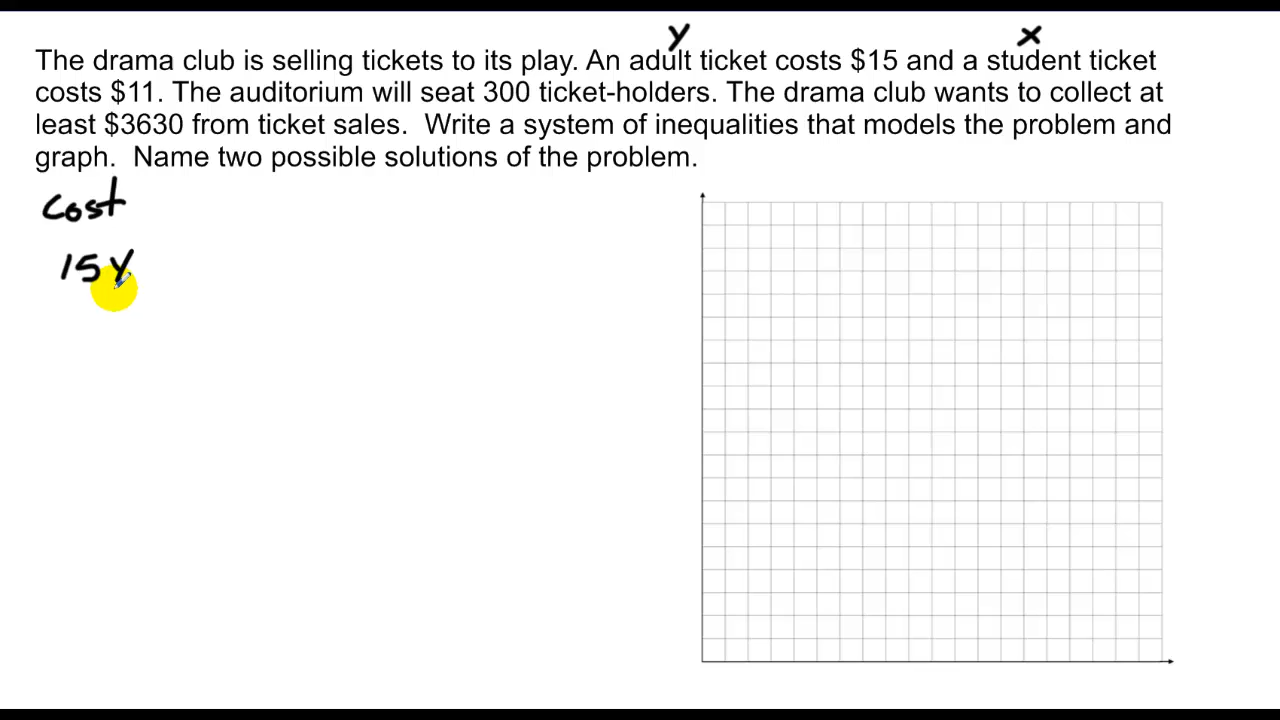 y x
The drama club is selling tickets to its play. An adult ticket costs $15 and a student ticket
costs $11. The auditorium will seat 300 ticket-holders. The drama club wants to collect at
least $3630 from ticket sales. Write a system of inequalities that models the problem and
graph. Name two possible solutions of the problem.
Cost
15y